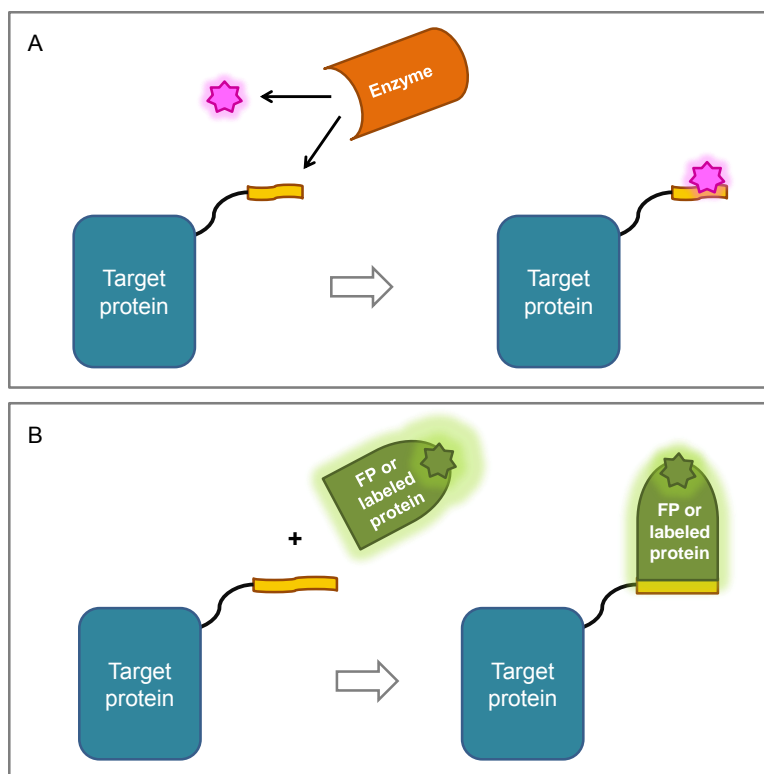 A
Enzyme
Target
protein
Target
protein
B
FP or
labeled
protein
+
FP or
labeled
protein
Target
protein
Target
protein